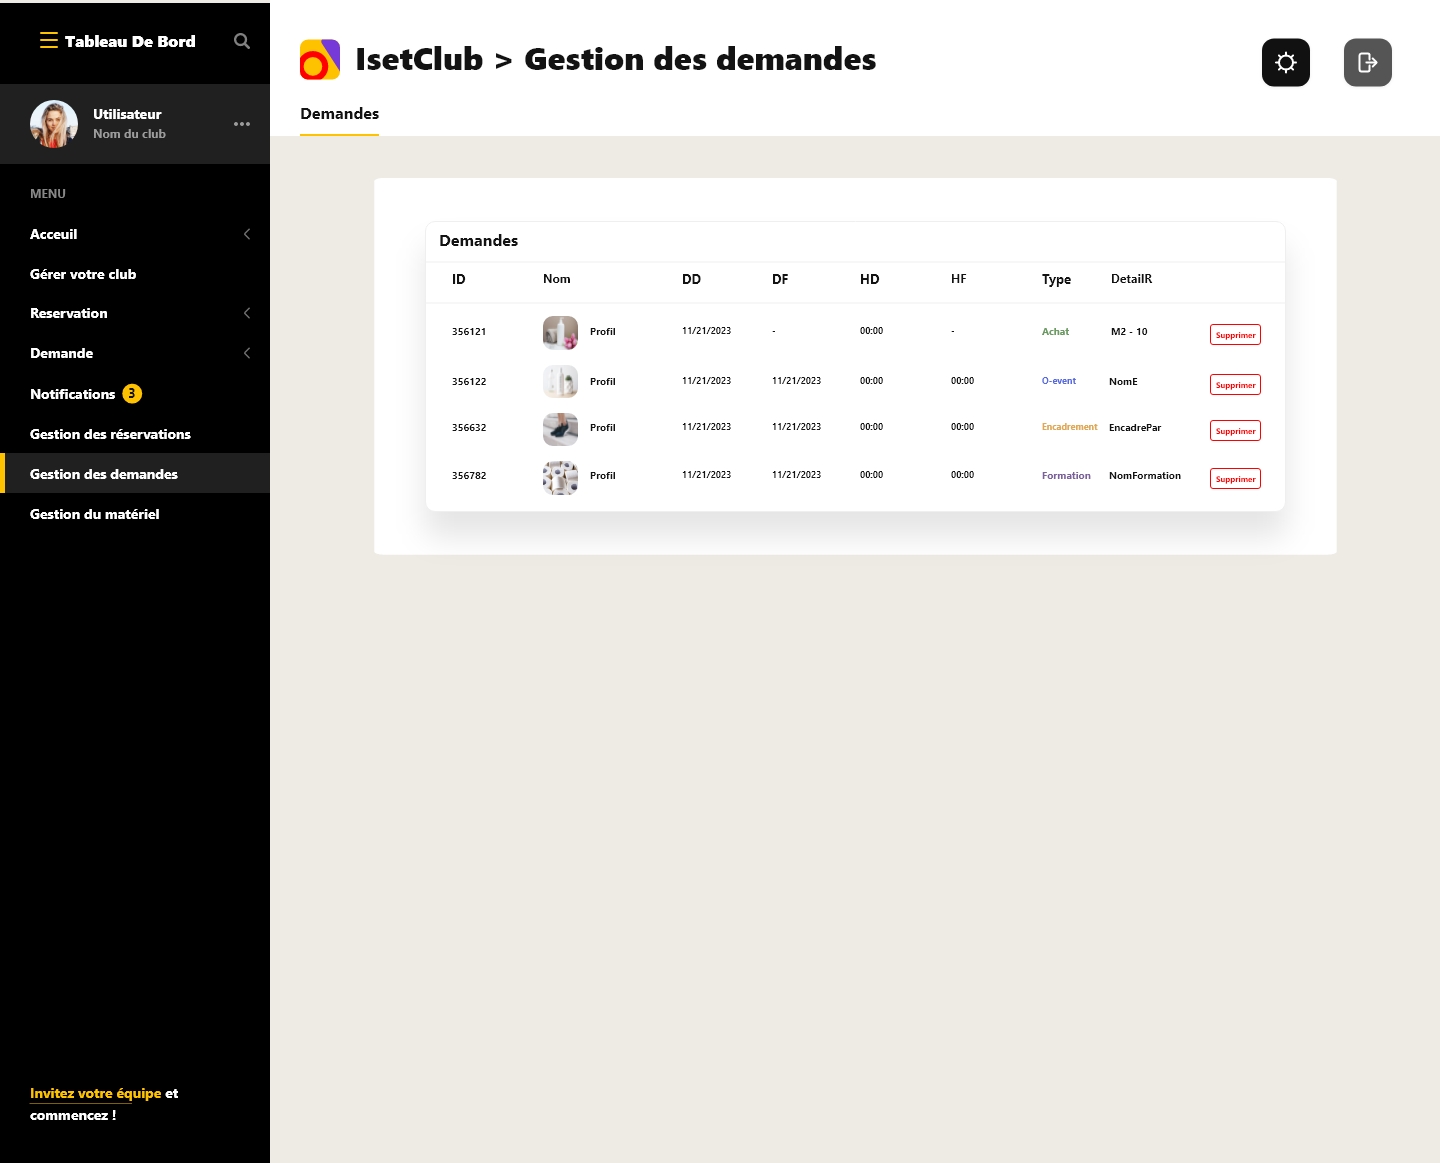 Tableau De Bord
Utilisateur
Nom du club
MENU
Acceuil
Gérer votre club
Reservation
Demande
Notifications 3
Gestion des réservations
Gestion des demandes
Gestion du matériel
Invitez votre équipe et
commencez !
IsetClub > Gestion des demandes
Demandes
Demandes
ID Nom DD DF HD HF Type DetailR
356121 Profil 11/21/2023 - 00:00 - Achat M2 - 10 Supprimer
356122 Profil 11/21/2023 11/21/2023 00:00 00:00 O-event NomE Supprimer
356632 Profil 11/21/2023 11/21/2023 00:00 00:00 Encadrement EncadrePar Supprimer
356782 Profil 11/21/2023 11/21/2023 00:00 00:00 Formation NomFormation Supprimer